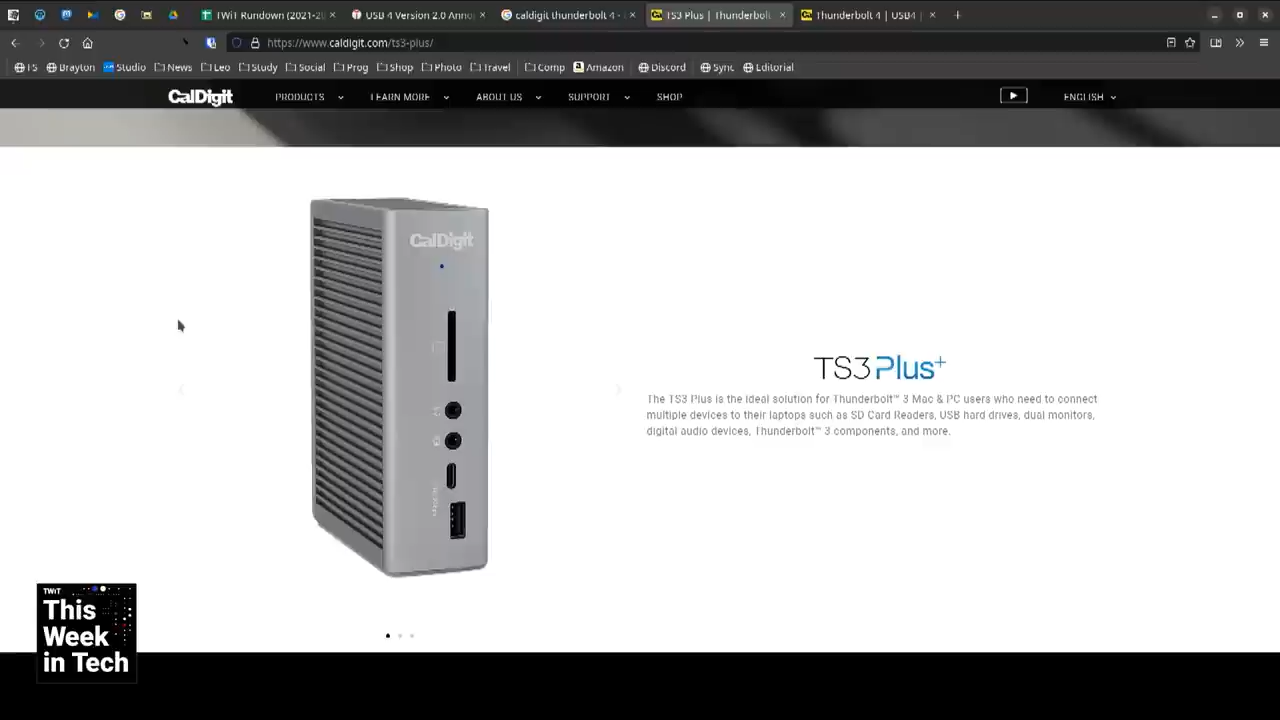 TWiT Rundown (2021-2
USB 4 Version 2.0 Anno
caldigit thunderbolt 4 -
TS3 Plus | Thunderbolt
Thunderbolt 4 | USB4 |
https://www.caldigit.com/ts3-plus/
TS
Brayton
Studio
News
Leo
Study
Social
Prog
Shop
Photo
Travel
Comp
Amazon
Discord
Sync
Editorial
CalDigit
PRODUCTS
LEARN MORE
ABOUT US
SUPPORT
SHOP
ENGLISH
CalDigit
TS3 Plus+
The TS3 Plus is the ideal solution for Thunderbolt™ 3 Mac & PC users who need to connect
multiple devices to their laptops such as SD Card Readers, USB hard drives, dual monitors,
digital audio devices, Thunderbolt™ 3 components, and more.
TWiT
This
Week
in Tech